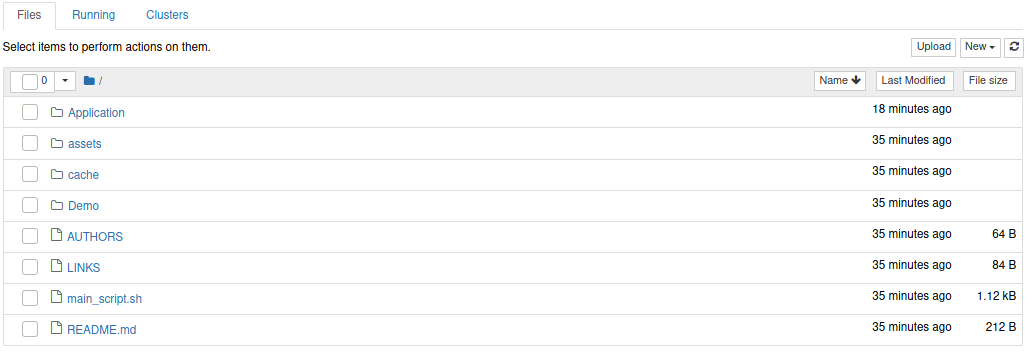 Files Running Clusters
Select items to perform actions on them. Upload New
0 / Name Last Modified File size
Application 18 minutes ago
assets 35 minutes ago
cache 35 minutes ago
Demo 35 minutes ago
AUTHORS 35 minutes ago 64 B
LINKS 35 minutes ago 84 B
main_script.sh 35 minutes ago 1.12 kB
README.md 35 minutes ago 212 B